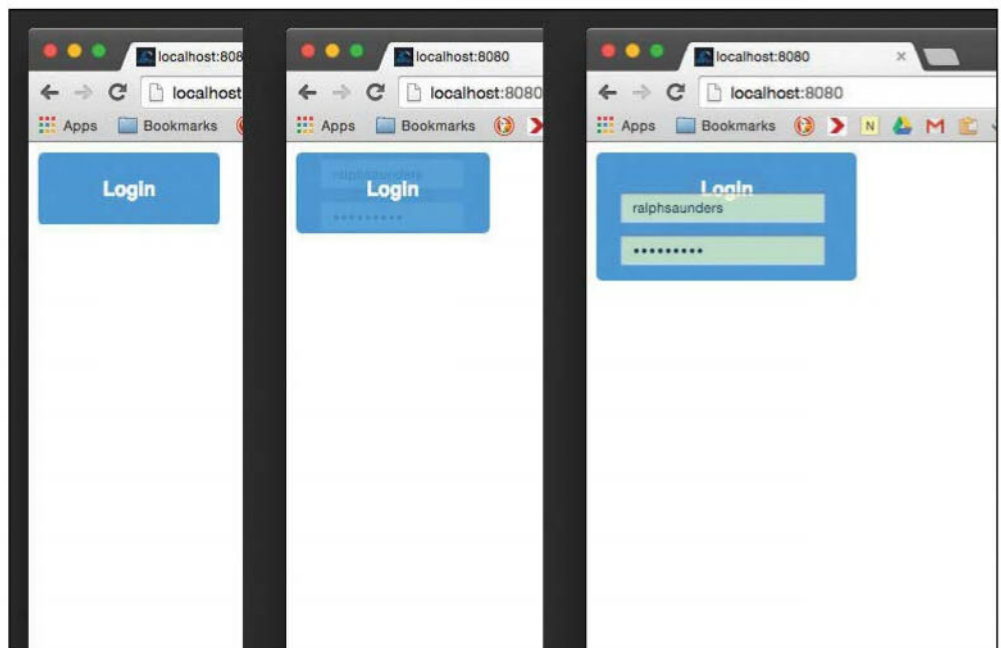 localhost:808
localhost
Apps Bookmarks
Login
localhost:8080
localhost:8080
Apps Bookmarks
ralphsaunders
Login
•••••••••
localhost:8080 ×
localhost:8080
Apps Bookmarks N M
Login
ralphsaunders
•••••••••